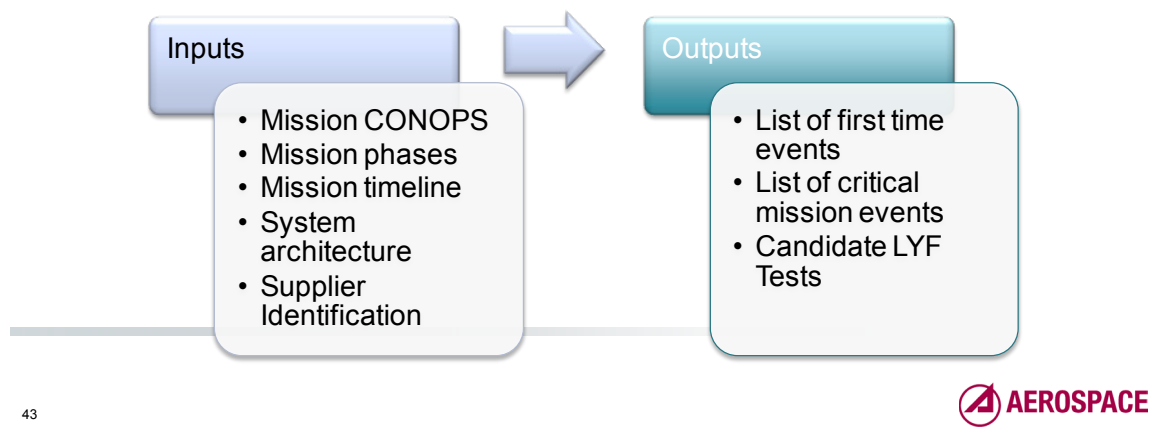 Inputs
• Mission CONOPS
• Mission phases
• Mission timeline
• System
architecture
• Supplier
Identification
Outputs
• List of first time
events
• List of critical
mission events
• Candidate LYF
Tests
43
AEROSPACE